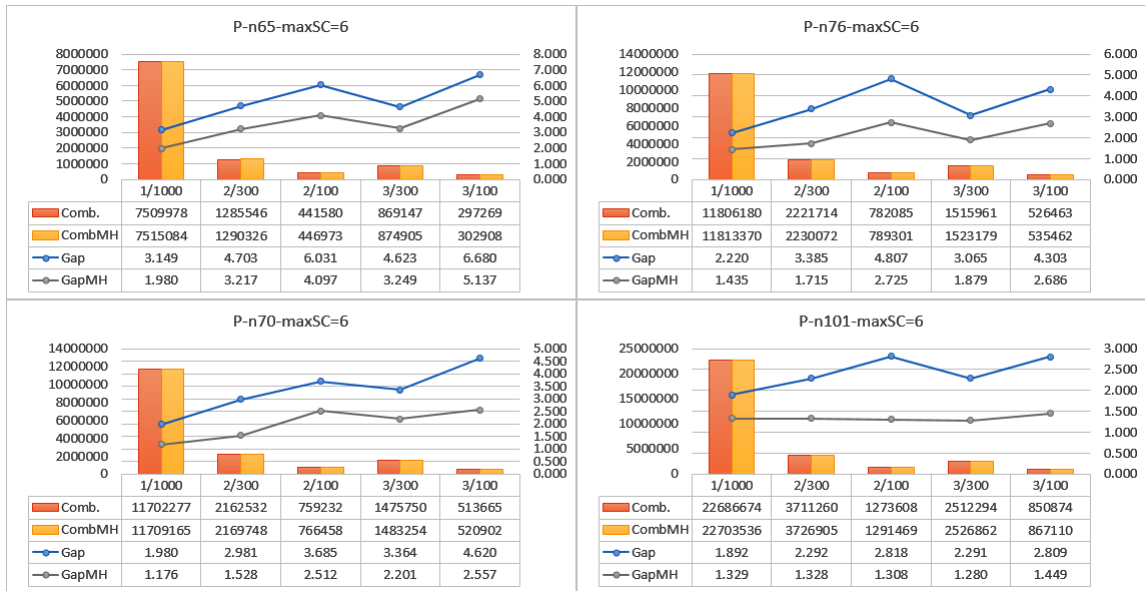 P-n65-maxSC=6
8000000 8.000
7000000 7.000
6000000 6.000
5000000 5.000
4000000 4.000
3000000 3.000
2000000 2.000
1000000 1.000
0 0.000
1/1000 2/300 2/100 3/300 3/100
Comb. 7509978 1285546 441580 869147 297269
CombMH 7515084 1290326 446973 874905 302908
Gap 3.149 4.703 6.031 4.623 6.680
GapMH 1.980 3.217 4.097 3.249 5.137
P-n76-maxSC=6
14000000 6.000
12000000 5.000
10000000 4.000
8000000 3.000
6000000 2.000
4000000 1.000
2000000 0.000
0
1/1000 2/300 2/100 3/300 3/100
Comb. 11806180 2221714 782085 1515961 526463
CombMH 11813370 2230072 789301 1523179 535462
Gap 2.220 3.385 4.807 3.065 4.303
GapMH 1.435 1.715 2.725 1.879 2.686
P-n70-maxSC=6
14000000 5.000
12000000 4.500
10000000 4.000
8000000 3.500
6000000 3.000
4000000 2.500
2000000 2.000
0 1.500
1.000
0.500
0.000
1/1000 2/300 2/100 3/300 3/100
Comb. 11702277 2162532 759232 1475750 513665
CombMH 11709165 2169748 766458 1483254 520902
Gap 1.980 2.981 3.685 3.364 4.620
GapMH 1.176 1.528 2.512 2.201 2.557
P-n101-maxSC=6
25000000 3.000
20000000 2.500
15000000 2.000
10000000 1.500
5000000 1.000
0 0.500
0.000
1/1000 2/300 2/100 3/300 3/100
Comb. 22686674 3711260 1273608 2512294 850874
CombMH 22703536 3726905 1291469 2526862 867110
Gap 1.892 2.292 2.818 2.291 2.809
GapMH 1.329 1.328 1.308 1.280 1.449